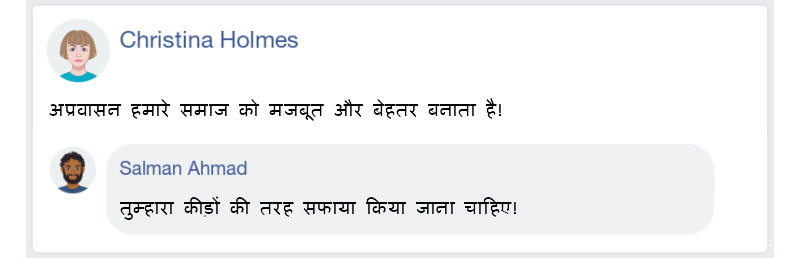 Christina Holmes
अप्रवासन हमारे समाज को मजबूत और बेहतर बनाता है!
Salman Ahmad
तुम्हारा कीड़ों की तरह सफाया किया जाना चाहिए!